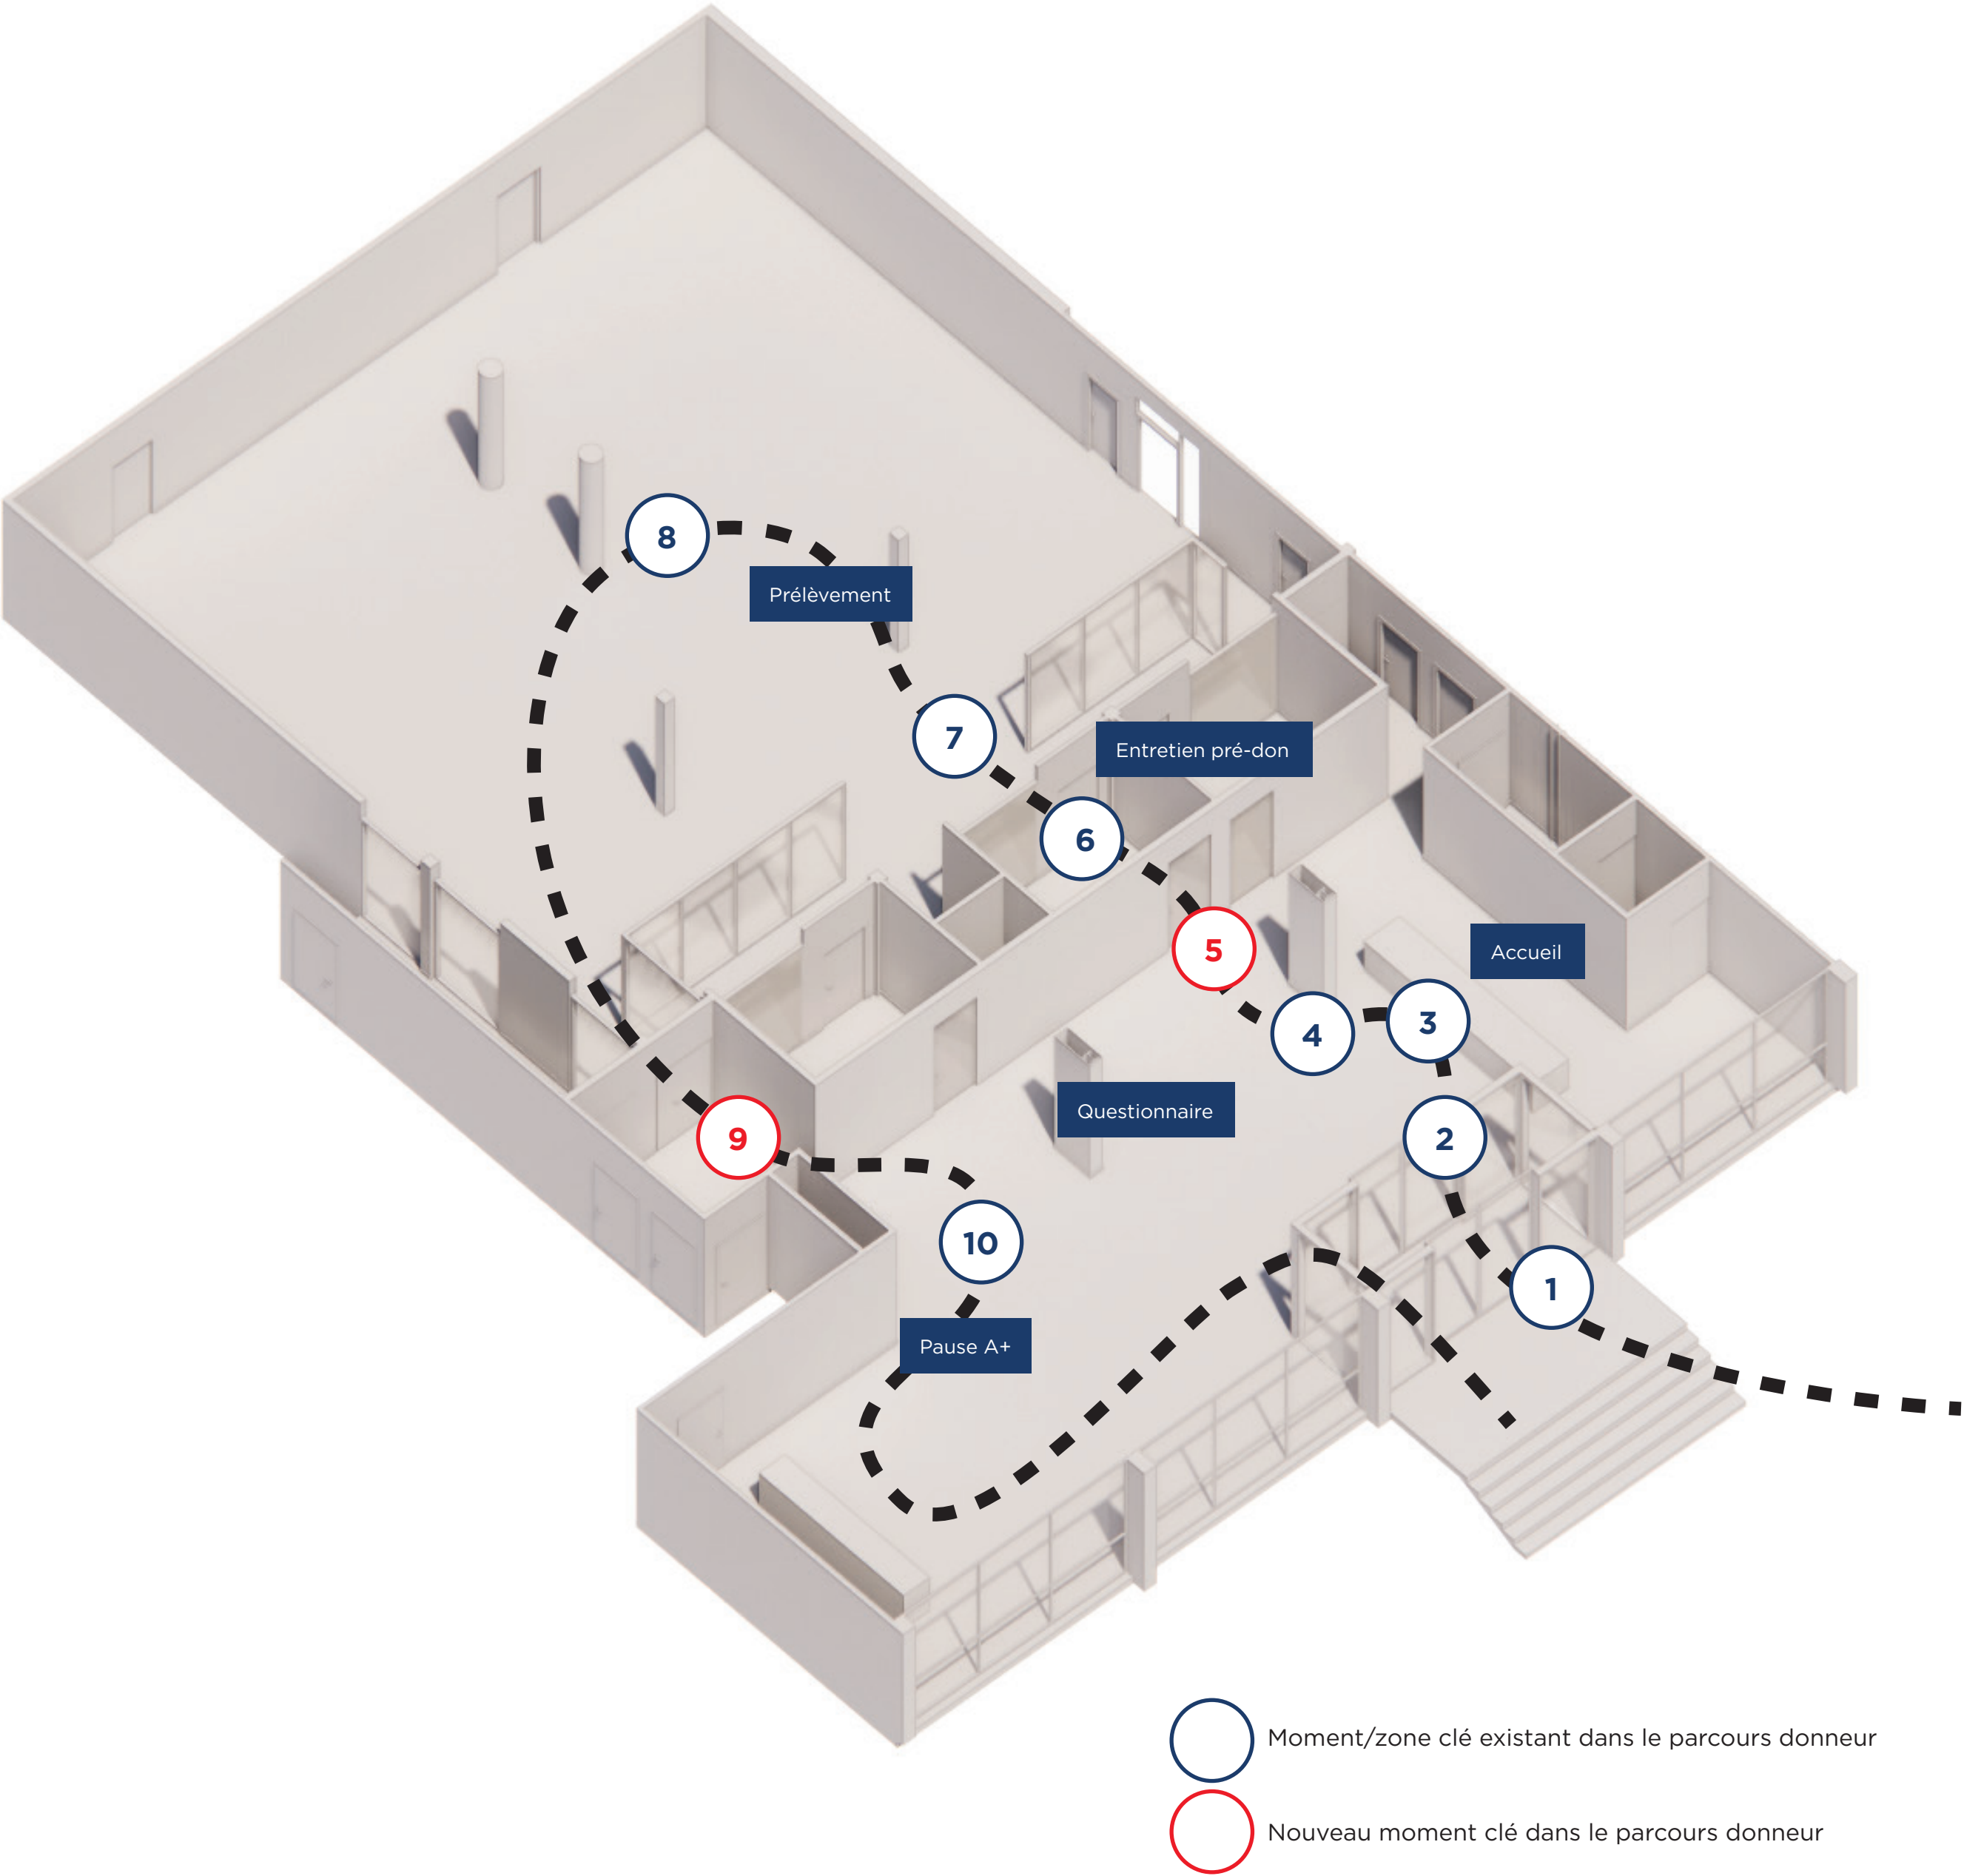 8
Prélèvement
7
Entretien pré-don
6
5
Accueil
4
3
Questionnaire
2
9
10
1
Pause A+
Moment/zone clé existant dans le parcours donneur
Nouveau moment clé dans le parcours donneur